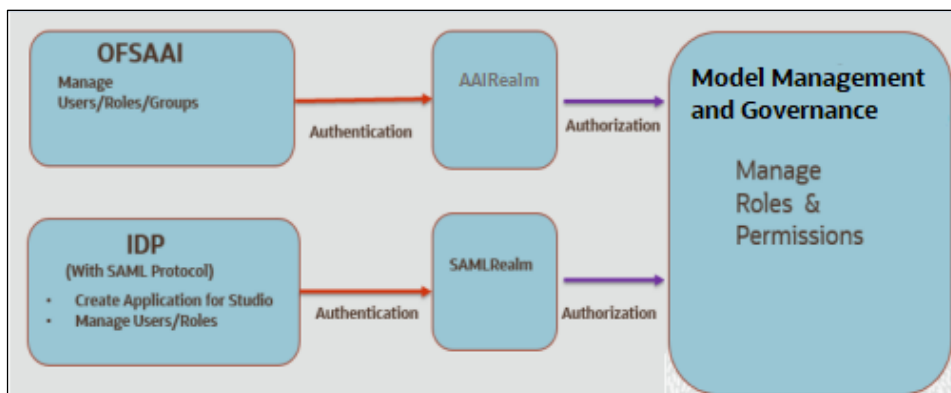 OFSAAI
Manage
Users/Roles/Groups
Authentication
AAIRealm
Authorization
Model Management
and Governance
Manage
Roles &
Permissions
IDP
(With SAML Protocol)
• Create Application for Studio
• Manage Users/Roles
Authentication
SAMLRealm
Authorization